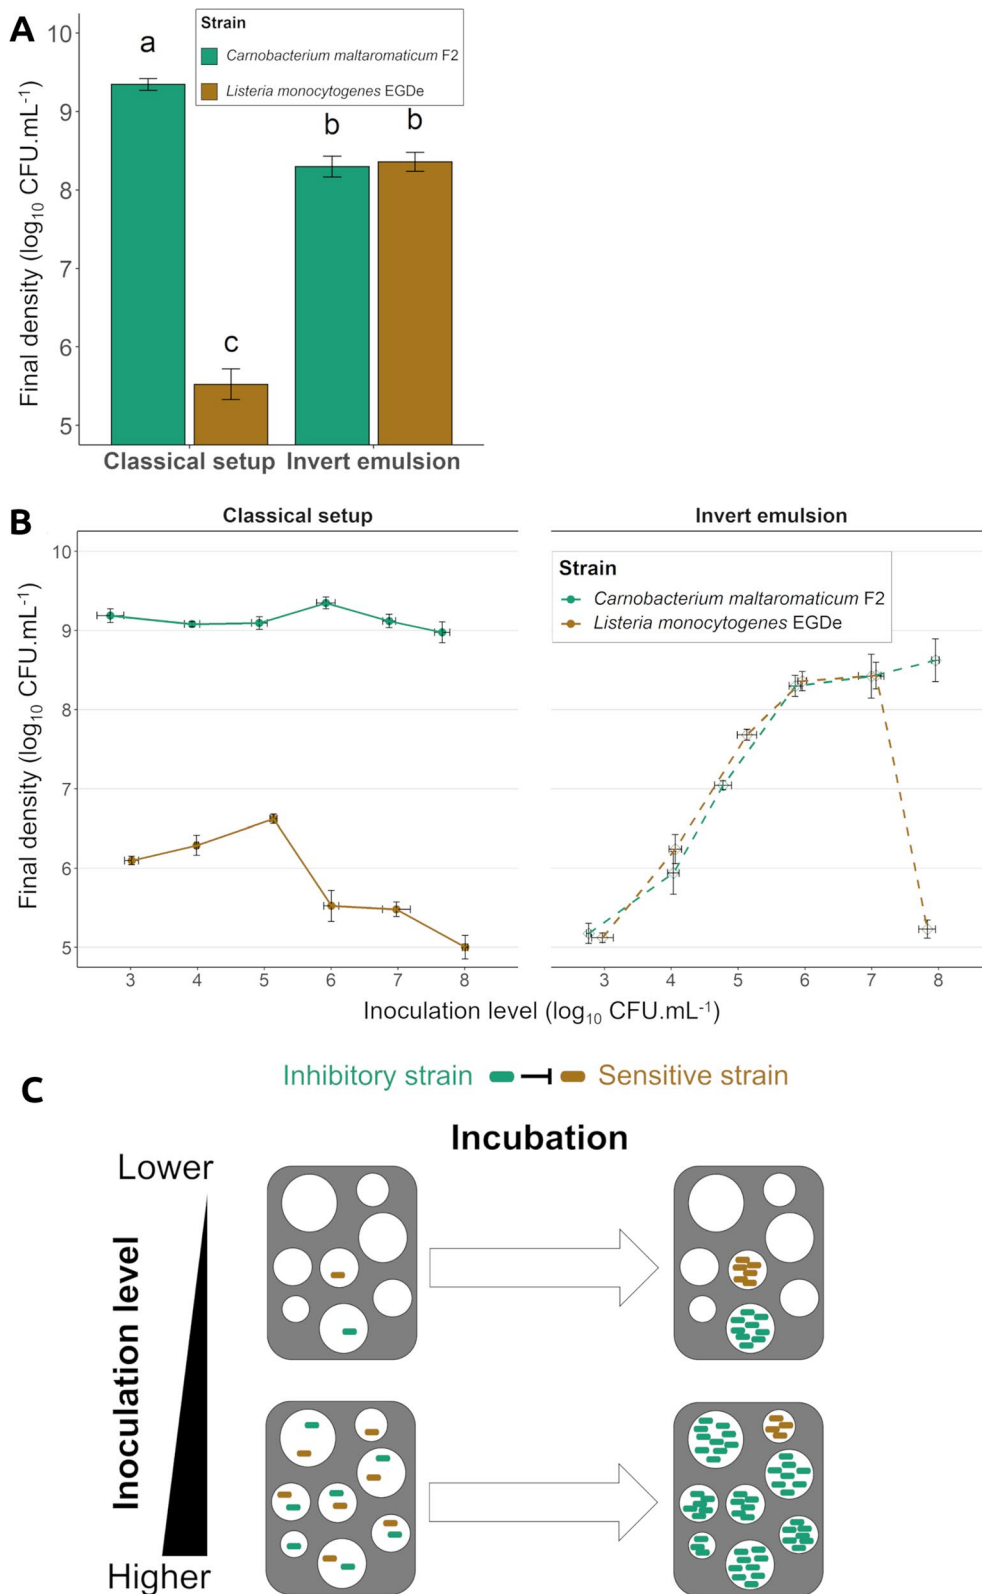 A
Strain
Carnobacterium maltaromaticum F2
Listeria monocytogenes EGDe
Final density (log10 CFU.mL-1)
10
9
8
7
6
5
a
c
b
b
Classical setup
Invert emulsion
B
Classical setup
Invert emulsion
Final density (log10 CFU.mL-1)
10
9
8
7
6
5
Strain
Carnobacterium maltaromaticum F2
Listeria monocytogenes EGDe
3 4 5 6 7 8
3 4 5 6 7 8
Inoculation level (log10 CFU.mL-1)
C
Inhibitory strain
Sensitive strain
Incubation
Lower
Inoculation level
Higher